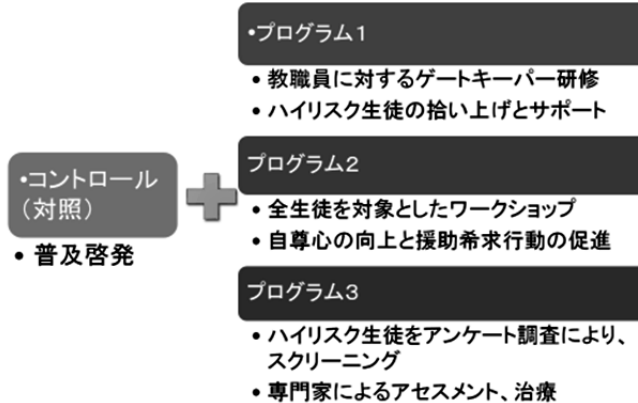 •コントロール
（対照）
• 普及啓発
•プログラム1
• 教職員に対するゲートキーパー研修
• ハイリスク生徒の拾い上げとサポート
プログラム2
• 全生徒を対象としたワークショップ
• 自尊心の向上と援助希求行動の促進
プログラム3
• ハイリスク生徒をアンケート調査により、
スクリーニング
• 専門家によるアセスメント、治療